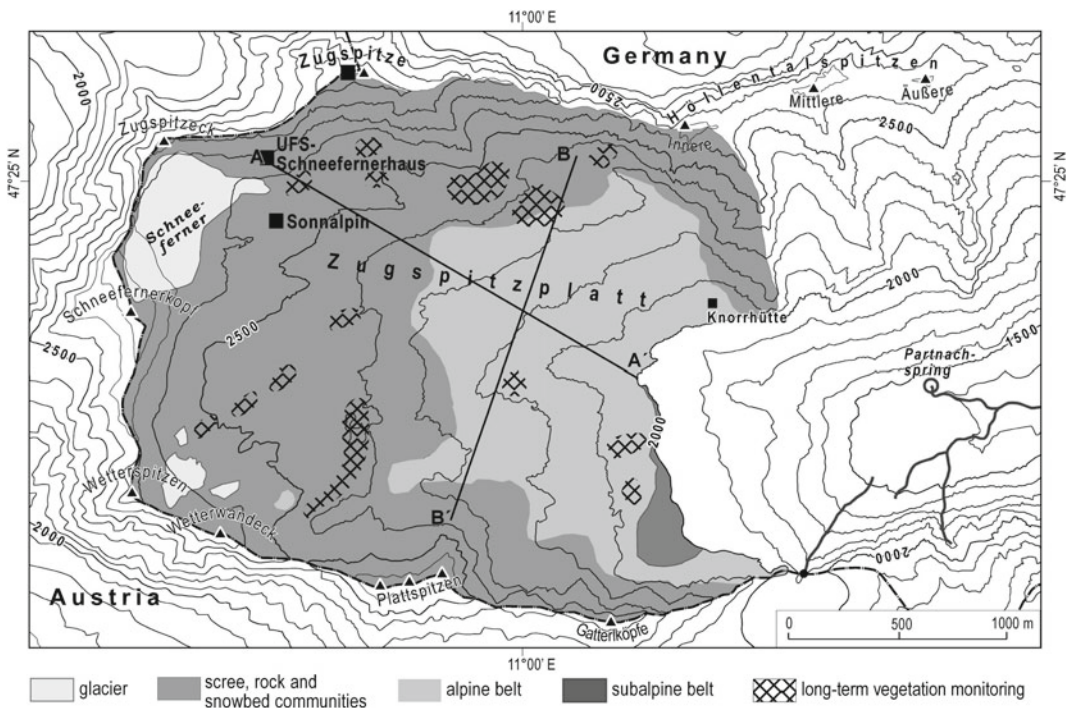 11°00' E
Germany
Zugspitze
Höllentalspitzen
Mittlere
Äußere
Innere
2000
2500
2500
Zugspitzeck
UFS-
Schneefernerhaus
A
B
47°25' N
47°25' N
Schnee-
ferner
Sonnalpin
Zugspitzplatt
2000
Schneefernerkopf
Knorrhütte
2500
2500
1500
Partnach-
spring
A´
2000
Wetterspitzen
B´
Wetterwandeck
2000
2000
Plattspitzen
Austria
Gatterlköpfe
0 500 1000 m
11°00' E
glacier
scree, rock and
snowbed communities
alpine belt
subalpine belt
long-term vegetation monitoring